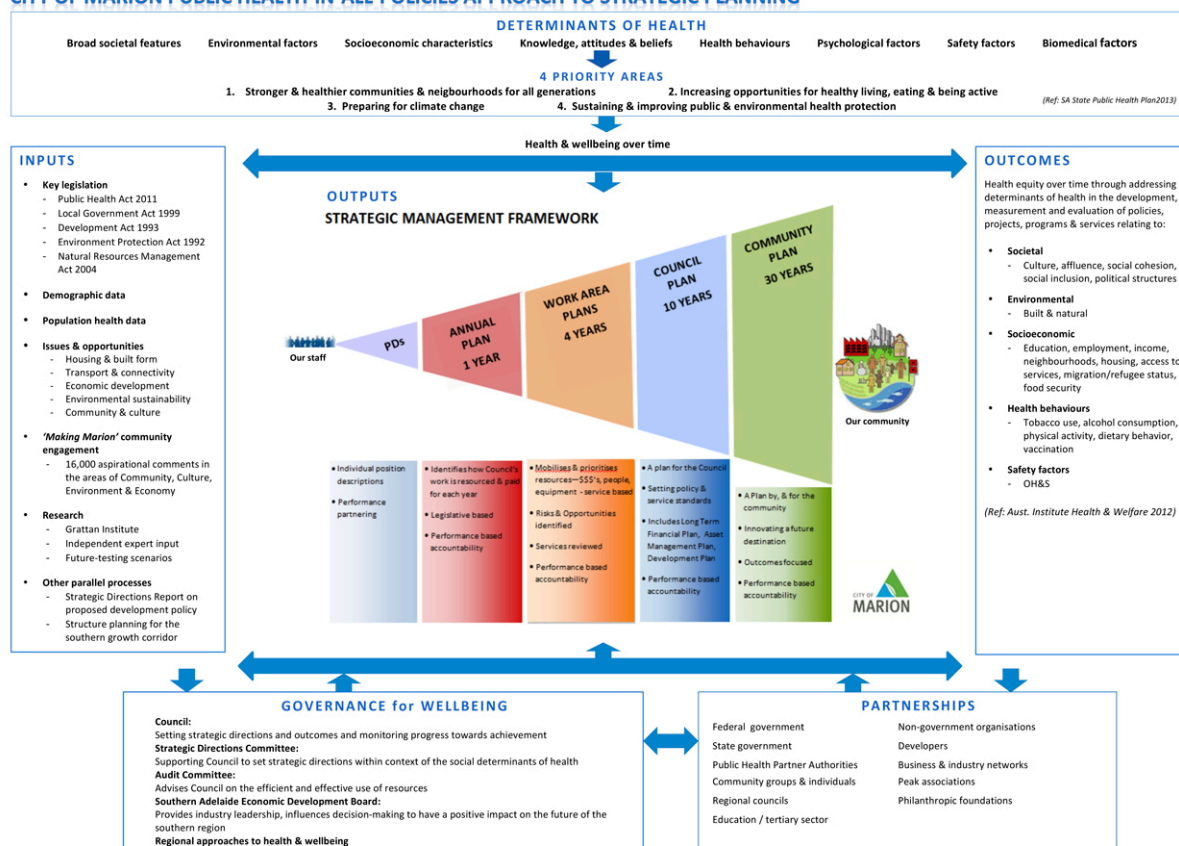 CITY OF MARION PUBLIC HEALTH IN ALL POLICIES APPROACH TO STRATEGIC PLANNING
DETERMINANTS OF HEALTH
Broad societal features Environmental factors Socioeconomic characteristics Knowledge, attitudes & beliefs Health behaviours Psychological factors Safety factors Biomedical factors
4 PRIORITY AREAS
1. Stronger & healthier communities & neigbourhoods for all generations 2. Increasing opportunities for healthy living, eating & being active
3. Preparing for climate change 4. Sustaining & improving public & environmental health protection
(Ref: SA State Public Health Plan2013)
Health & wellbeing over time
INPUTS
• Key legislation
- Public Health Act 2011
- Local Government Act 1999
- Development Act 1993
- Environment Protection Act 1992
- Natural Resources Management
Act 2004
• Demographic data
• Population health data
• Issues & opportunities
- Housing & built form
- Transport & connectivity
- Economic development
- Environmental sustainability
- Community & culture
• 'Making Marion' community
engagement
- 16,000 aspirational comments in
the areas of Community, Culture,
Environment & Economy
• Research
- Grattan Institute
- Independent expert input
- Future-testing scenarios
• Other parallel processes
- Strategic Directions Report on
proposed development policy
- Structure planning for the
southern growth corridor
OUTPUTS
STRATEGIC MANAGEMENT FRAMEWORK
Our staff
PDs
ANNUAL
PLAN
1 YEAR
WORK AREA
PLANS
4 YEARS
COUNCIL
PLAN
10 YEARS
COMMUNITY
PLAN
30 YEARS
Our community
• Individual position
descriptions
• Performance
partnering
• Identifies how Council's
work is resourced & paid
for each year
• Legislative based
• Performance based
accountability
• Mobilises & prioritises
resources—$$$'s, people,
equipment - service based
• Risks & Opportunities
identified
• Services reviewed
• Performance based
accountability
• A plan for the Council
• Setting policy &
service standards
• Includes Long Term
Financial Plan, Asset
Management Plan,
Development Plan
• Performance based
accountability
• A Plan by, & for the
community
• Innovating a future
destination
• Outcomes focused
• Performance based
accountability
CITY OF
MARION
OUTCOMES
Health equity over time through addressing
determinants of health in the development,
measurement and evaluation of policies,
projects, programs & services relating to:
• Societal
- Culture, affluence, social cohesion,
social inclusion, political structures
• Environmental
- Built & natural
• Socioeconomic
- Education, employment, income,
neighbourhoods, housing, access to
services, migration/refugee status,
food security
• Health behaviours
- Tobacco use, alcohol consumption,
physical activity, dietary behavior,
vaccination
• Safety factors
- OH&S
(Ref: Aust. Institute Health & Welfare 2012)
GOVERNANCE for WELLBEING
Council:
Setting strategic directions and outcomes and monitoring progress towards achievement
Strategic Directions Committee:
Supporting Council to set strategic directions within context of the social determinants of health
Audit Committee:
Advises Council on the efficient and effective use of resources
Southern Adelaide Economic Development Board:
Provides industry leadership, influences decision-making to have a positive impact on the future of the
southern region
Regional approaches to health & wellbeing
PARTNERSHIPS
Federal government
State government
Public Health Partner Authorities
Community groups & individuals
Regional councils
Education / tertiary sector
Non-government organisations
Developers
Business & industry networks
Peak associations
Philanthropic foundations